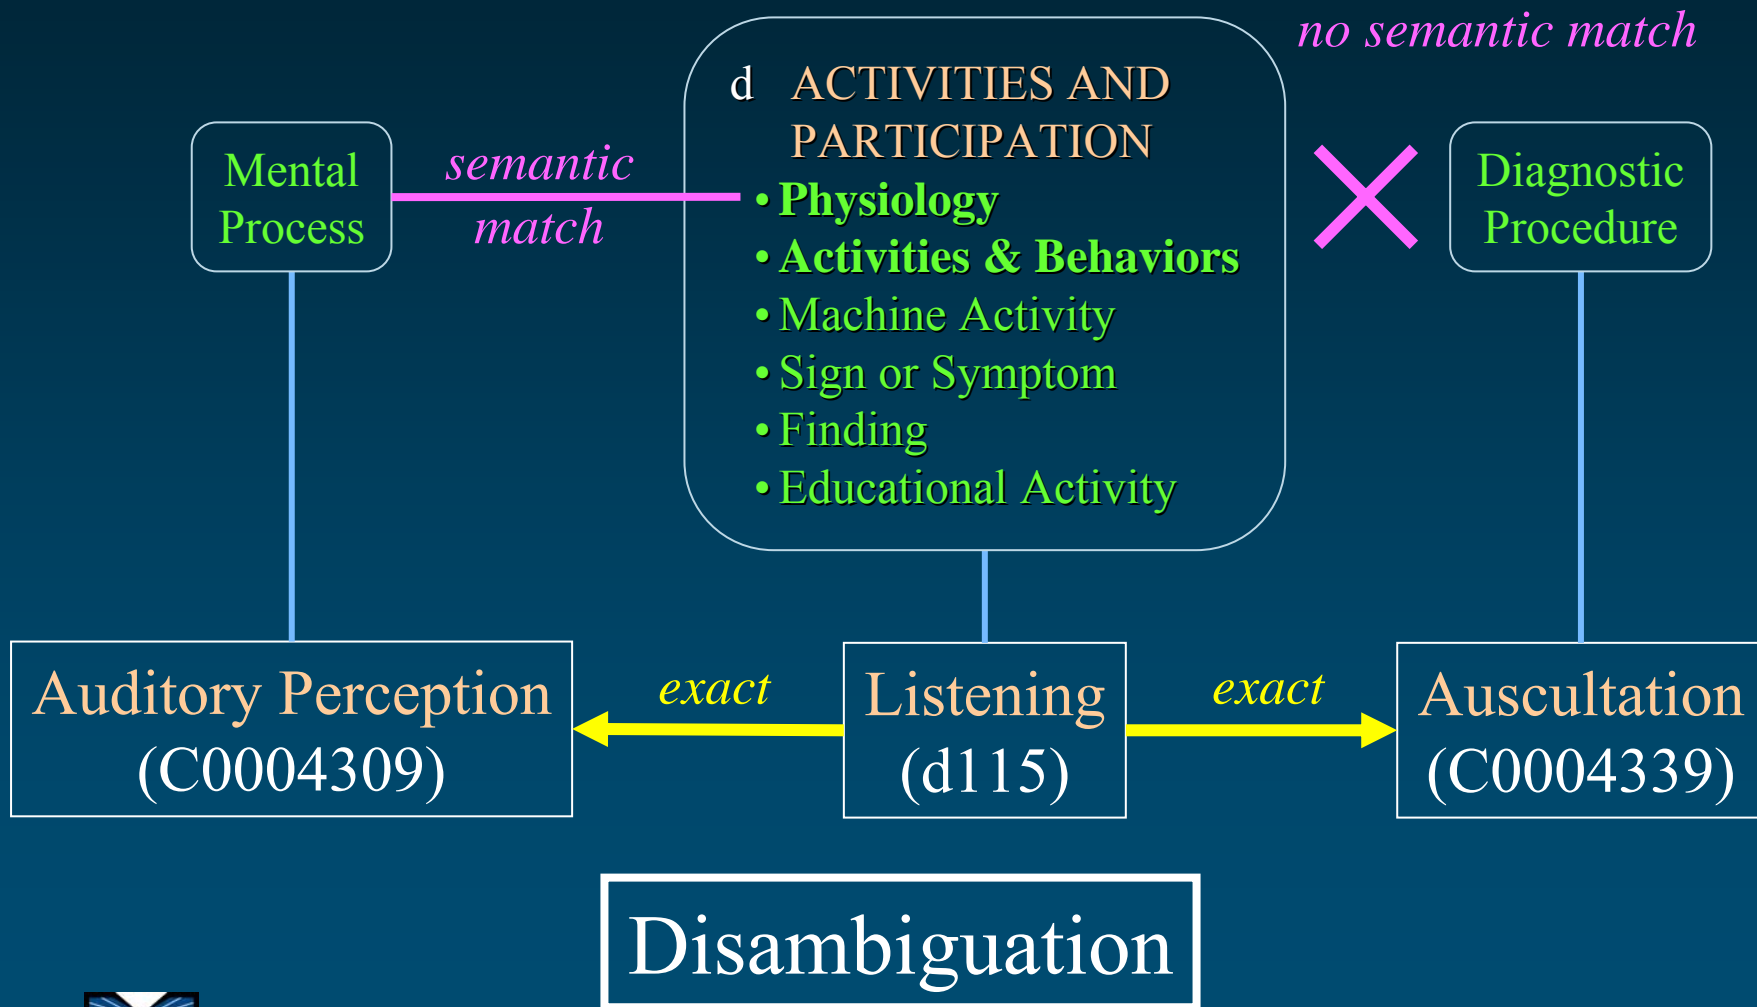 no semantic match
d ACTIVITIES AND
PARTICIPATION
• Physiology
• Activities & Behaviors
• Machine Activity
• Sign or Symptom
• Finding
• Educational Activity
Mental
Process
semantic
match
Diagnostic
Procedure
Auditory Perception
(C0004309)
exact
Listening
(d115)
exact
Auscultation
(C0004339)
Disambiguation